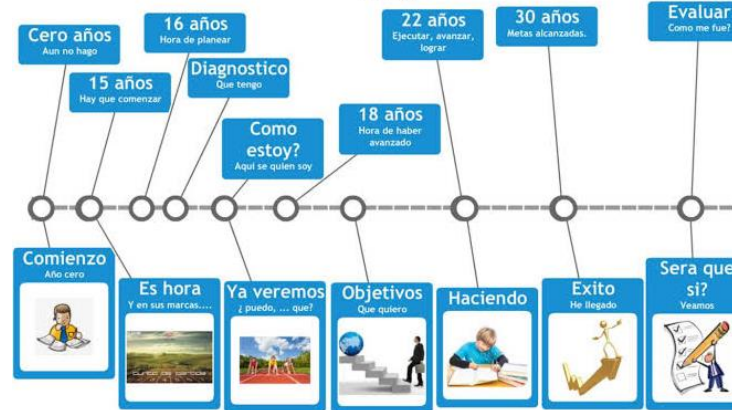 Cero años
Aun no hago
15 años
Hay que comenzar
16 años
Hora de planear
Diagnostico
Que tengo
Como
estoy?
Aqui se quien soy
18 años
Hora de haber
avanzado
22 años
Ejecutar, avanzar,
lograr
30 años
Metas alcanzadas.
Evaluar
Como me fue?
Comienzo
Año cero
Es hora
Y en sus marcas....
Ya veremos
¿ puedo, ... que?
Objetivos
Que quiero
Haciendo
Exito
He llegado
Sera que
si?
Veamos